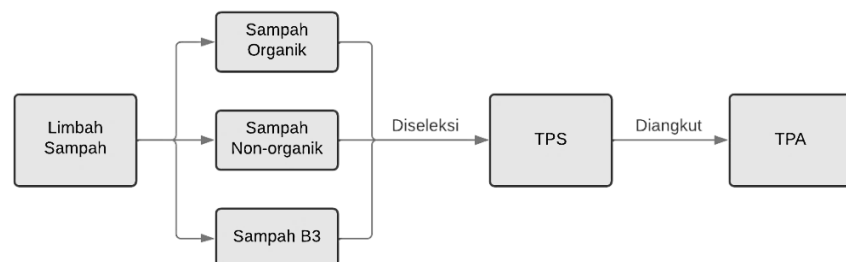 Limbah
Sampah
Sampah
Organik
Sampah
Non-organik
Sampah B3
Diseleksi
TPS
Diangkut
TPA